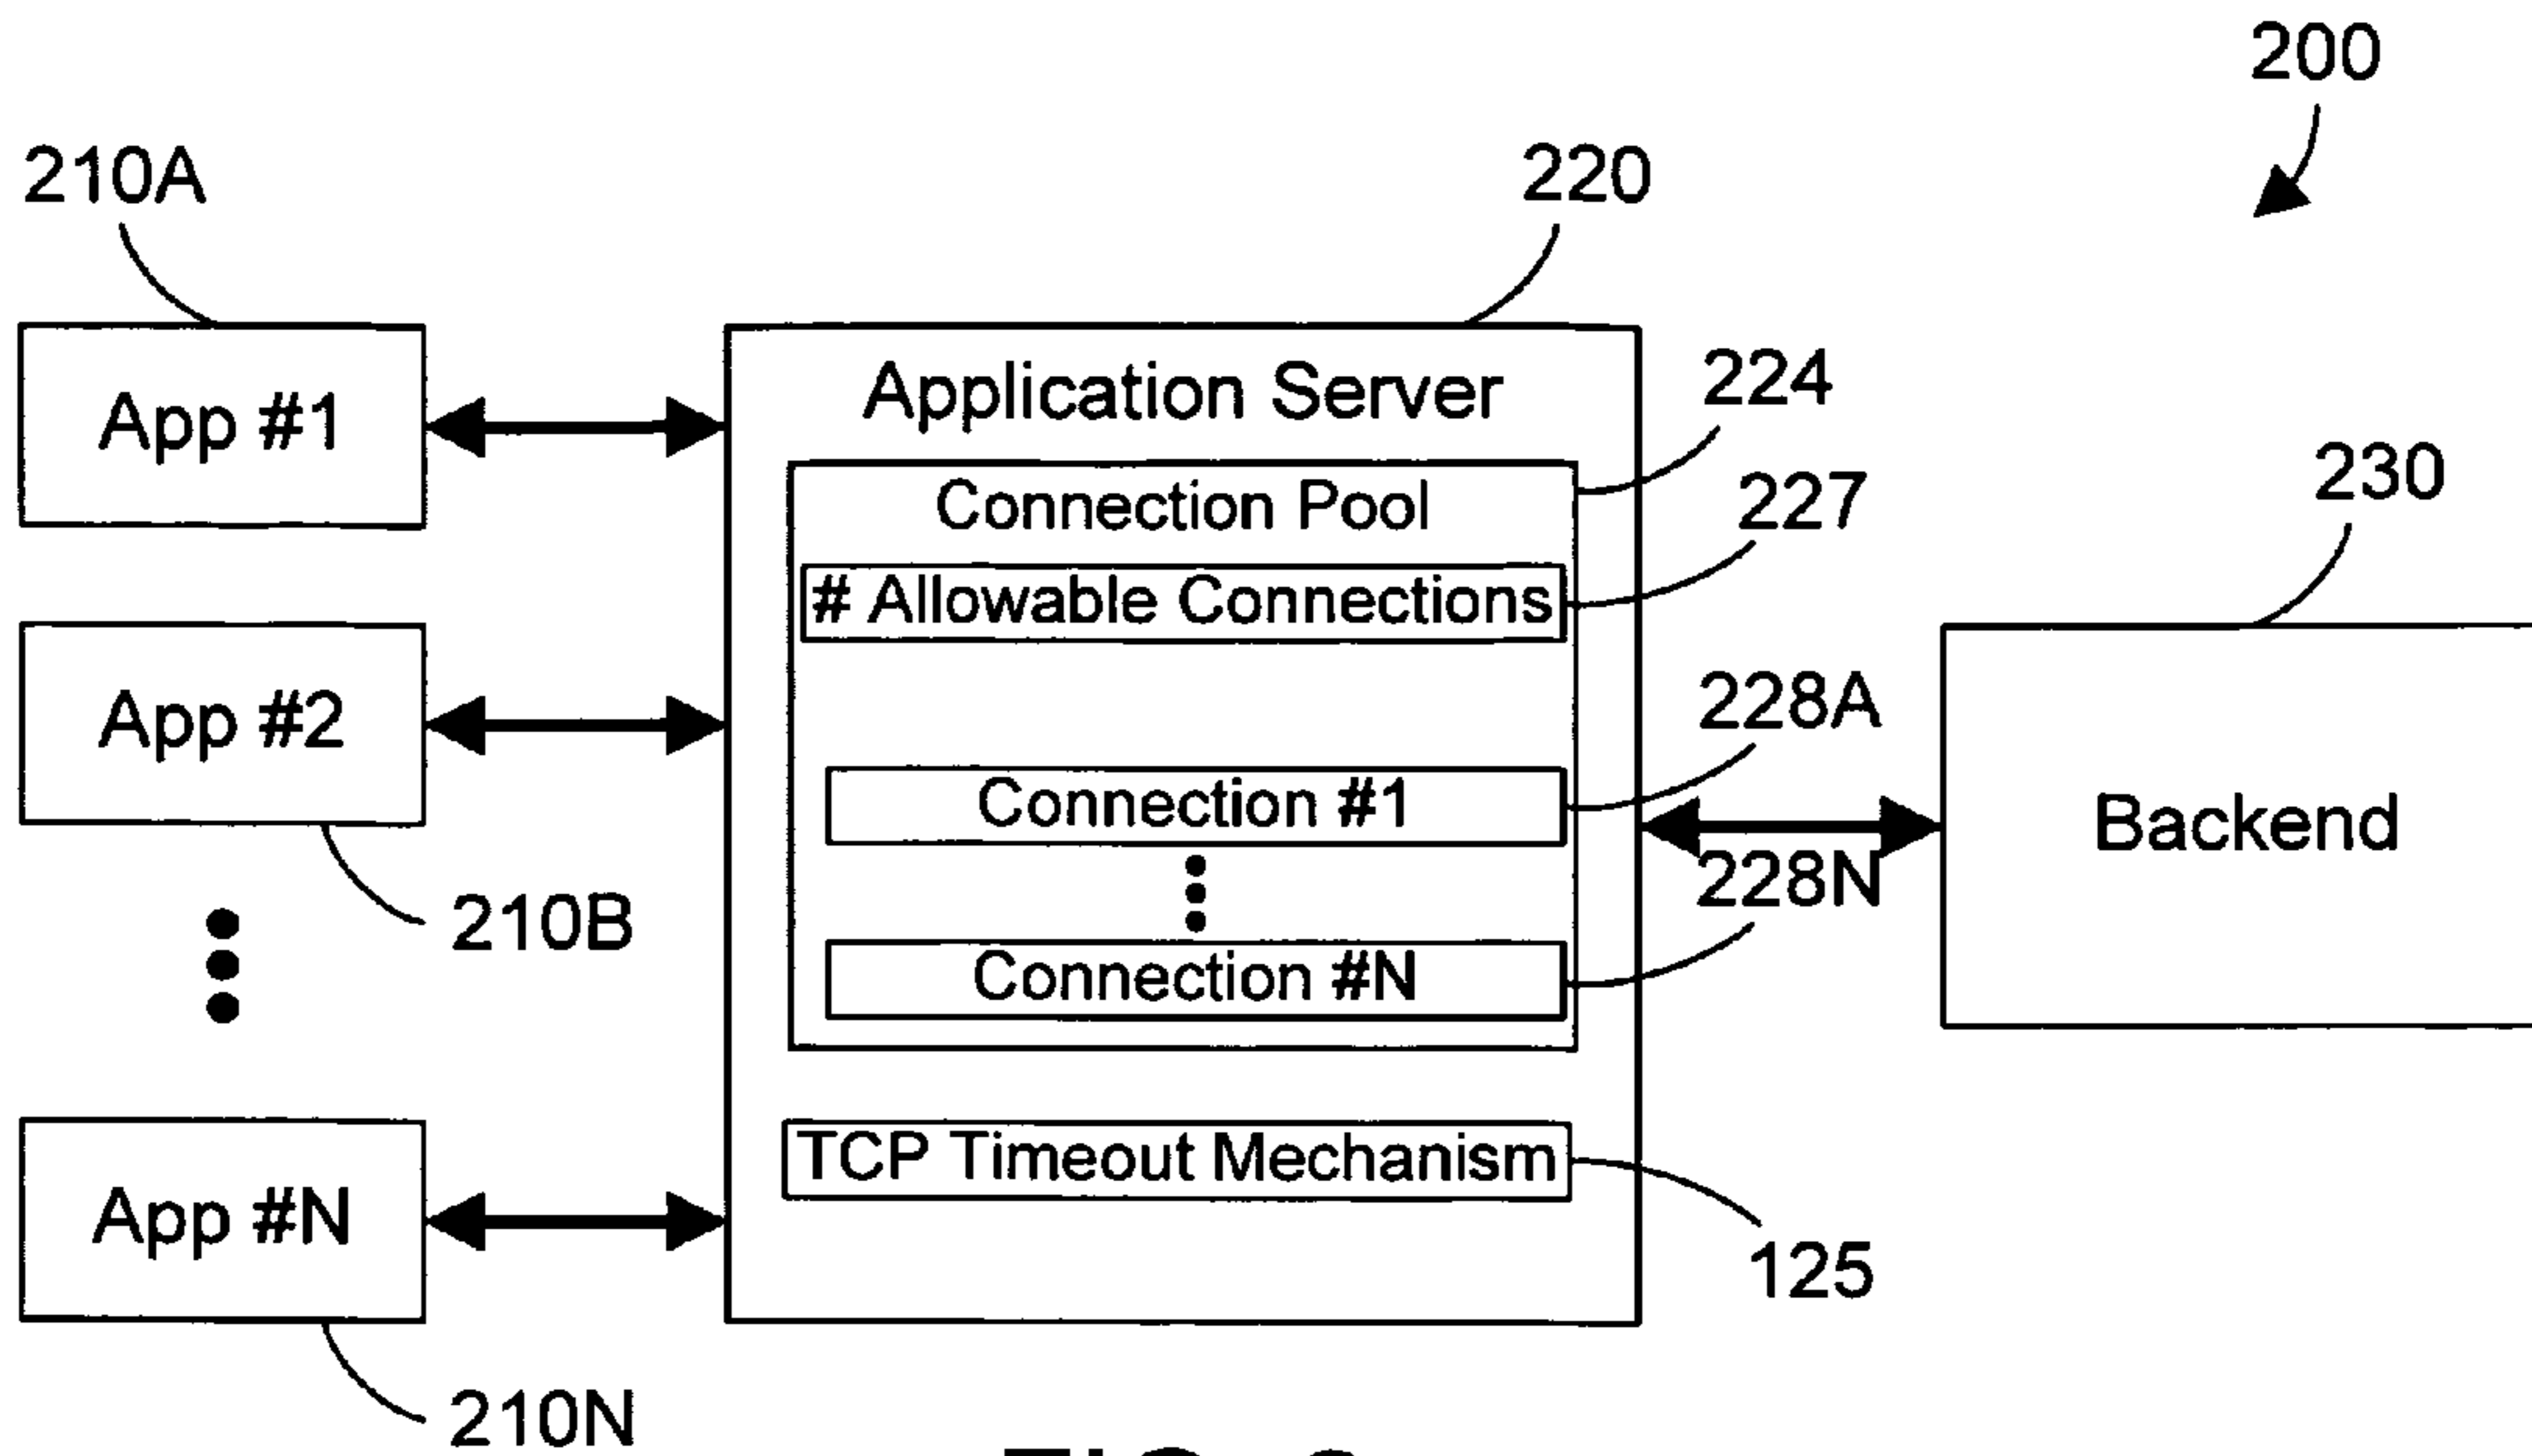 200
210A
220
App #1
Application Server
224
Connection Pool
227
# Allowable Connections
230
App #2
228A
Connection #1
Backend
228N
210B
Connection #N
TCP Timeout Mechanism
App #N
125
210N